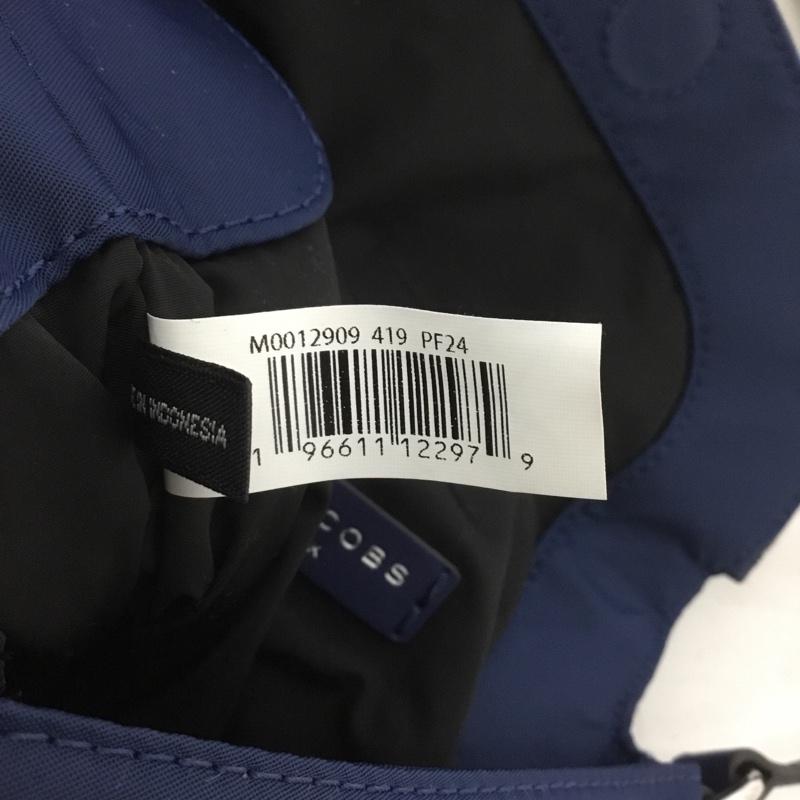 M0012909 419 PF24
1 96611 12297 9
IN INDONESIA
COBS